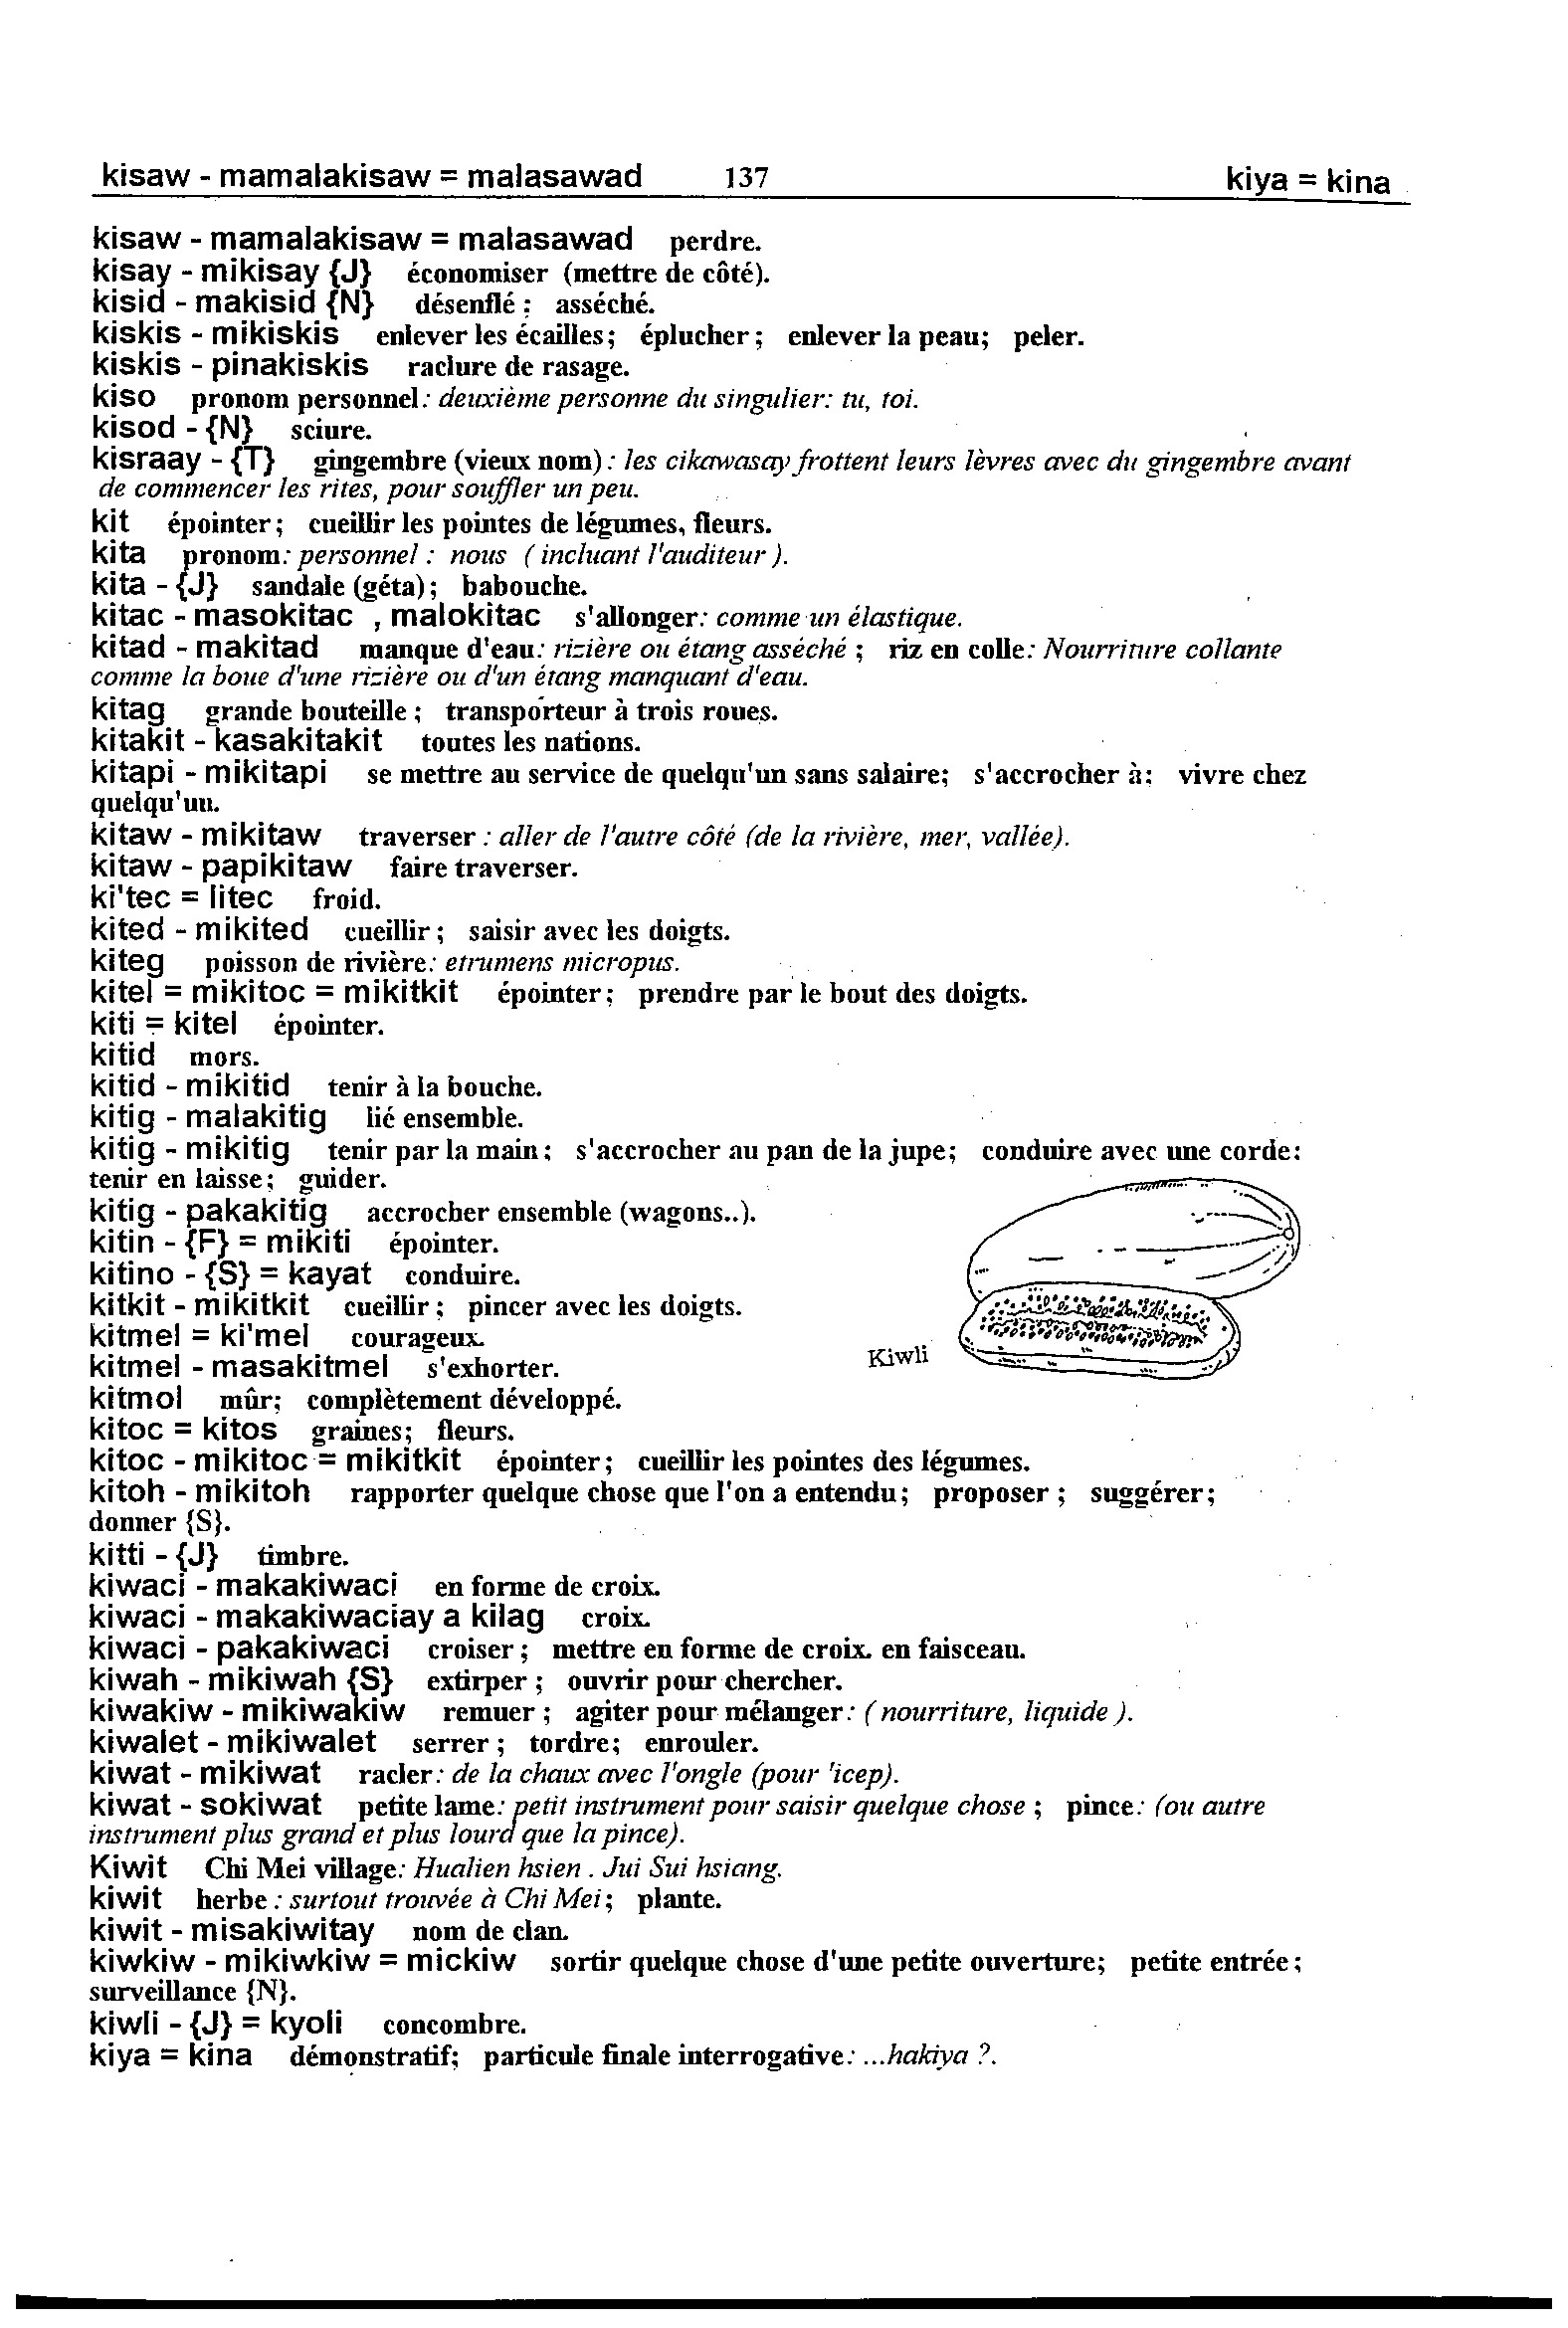 kisaw - mamalakisaw = malasawad 137 kiya = kina
kisaw - mamalakisaw = malasawad perdre.
kisay - mikisay {J} économiser (mettre de côté).
kisid - makisid {N} désenflé ; asséché.
kiskis - mikiskis enlever les écailles; éplucher ; enlever la peau; peler.
kiskis - pinakiskis raclure de rasage.
kiso pronom personnel: deuxième personne du singulier: tu, toi.
kisod - {N} sciure.
kisraay - {T} gingembre (vieux nom) : les cikawasay frottent leurs lèvres avec du gingembre avant
de commencer les rites, pour souffler un peu.
kit épointer ; cueillir les pointes de légumes, fleurs.
kita pronom: personnel : nous ( incluant l'auditeur ).
kita - {J} sandale (géta) ; babouche.
kitac - masokitac , malokitac s'allonger: comme un élastique.
kitad - makitad manque d'eau: rizière ou étang asséché ; riz en colle: Nourriture collante
comme la boue d'une rizière ou d'un étang manquant d'eau.
kitag grande bouteille ; transporteur à trois roues.
kitakit - kasakitakit toutes les nations.
kitapi - mikitapi se mettre au service de quelqu'un sans salaire; s'accrocher à; vivre chez
quelqu'un.
kitaw - mikitaw traverser : aller de l'autre côté (de la rivière, mer, vallée).
kitaw - papikitaw faire traverser.
ki'tec = litec froid.
kited - mikited cueillir ; saisir avec les doigts.
kiteg poisson de rivière: etrumens micropus.
kitel = mikitoc = mikitkit épointer ; prendre par le bout des doigts.
kiti = kitel épointer.
kitid mors.
kitid - mikitid tenir à la bouche.
kitig - malakitig lié ensemble.
kitig - mikitig tenir par la main ; s'accrocher au pan de la jupe; conduire avec une corde:
tenir en laisse ; guider.
kitig - pakakitig accrocher ensemble (wagons..).
kitin - {F} = mikiti épointer.
kitino - {S} = kayat conduire.
kitkit - mikitkit cueillir ; pincer avec les doigts.
kitmel = ki'mel courageux.
kitmel - masakitmel s'exhorter.
Kiwli
kitmol mûr; complètement développé.
kitoc = kitos graines; fleurs.
kitoc - mikitoc = mikitkit épointer ; cueillir les pointes des légumes.
kitoh - mikitoh rapporter quelque chose que l'on a entendu ; proposer ; suggérer ;
donner {S}.
kitti - {J} timbre.
kiwaci - makakiwaci en forme de croix.
kiwaci - makakiwaciay a kilag croix.
kiwaci - pakakiwaci croiser ; mettre en forme de croix. en faisceau.
kiwah - mikiwah {S} extirper ; ouvrir pour chercher.
kiwakiw - mikiwakiw remuer ; agiter pour mélanger : ( nourriture, liquide ).
kiwalet - mikiwalet serrer ; tordre; enrouler.
kiwat - mikiwat racler : de la chaux avec l'ongle (pour 'icep).
kiwat - sokiwat petite lame: petit instrument pour saisir quelque chose ; pince: (ou autre
instrument plus grand et plus lourd que la pince).
Kiwit Chi Mei village: Hualien hsien . Jui Sui hsiang.
kiwit herbe : surtout trouvée à Chi Mei ; plante.
kiwit - misakiwitay nom de clan.
kiwkiw - mikiwkiw = mickiw sortir quelque chose d'une petite ouverture; petite entrée ;
surveillance {N}.
kiwli - {J} = kyoli concombre.
kiya = kina démonstratif; particule finale interrogative: ...hakiya ?.